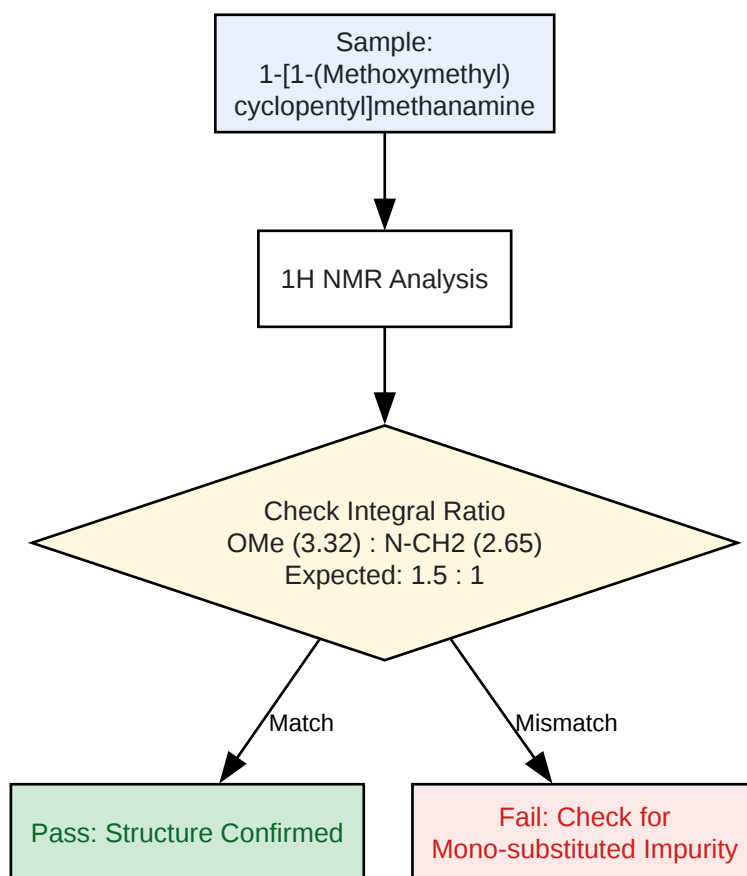 Sample:
1-[1-(Methoxymethyl)
cyclopentyl]methanamine
1H NMR Analysis
Check Integral Ratio
OMe (3.32) : N-CH2 (2.65)
Expected: 1.5 : 1
Match
Mismatch
Pass: Structure Confirmed
Fail: Check for
Mono-substituted Impurity